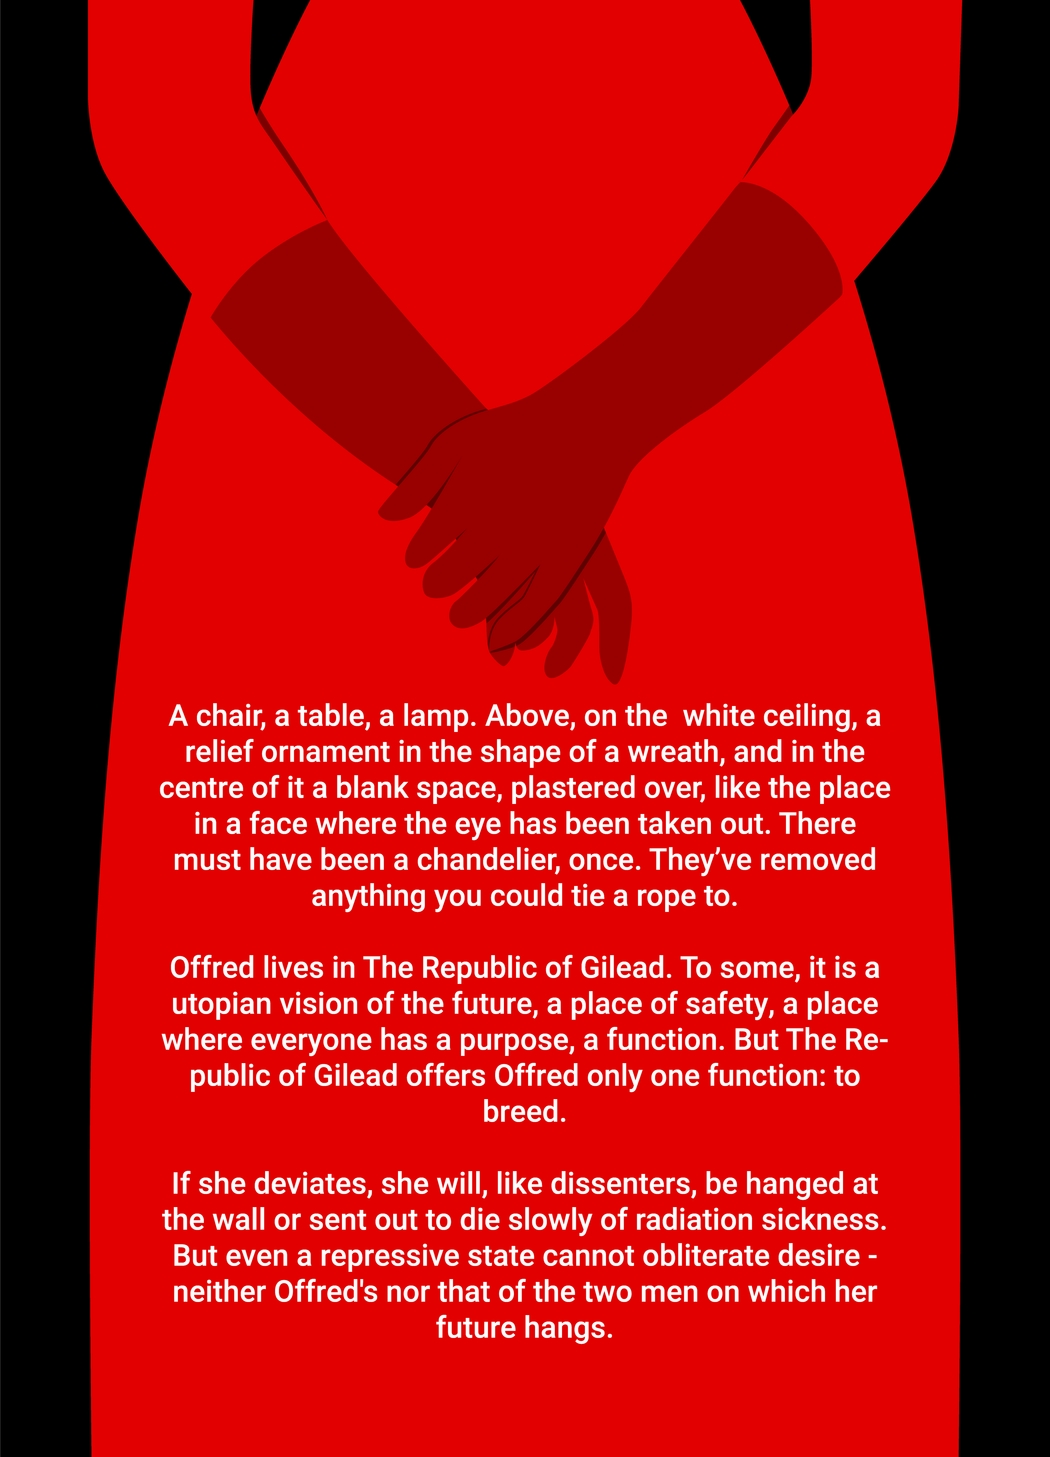 A chair, a table, a lamp. Above, on the  white ceiling, a
relief ornament in the shape of a wreath, and in the
centre of it a blank space, plastered over, like the place
in a face where the eye has been taken out. There
must have been a chandelier, once. They’ve removed
anything you could tie a rope to.
Offred lives in The Republic of Gilead. To some, it is a
utopian vision of the future, a place of safety, a place
where everyone has a purpose, a function. But The Re-
public of Gilead offers Offred only one function: to
breed.
If she deviates, she will, like dissenters, be hanged at
the wall or sent out to die slowly of radiation sickness.
But even a repressive state cannot obliterate desire -
neither Offred's nor that of the two men on which her
future hangs.